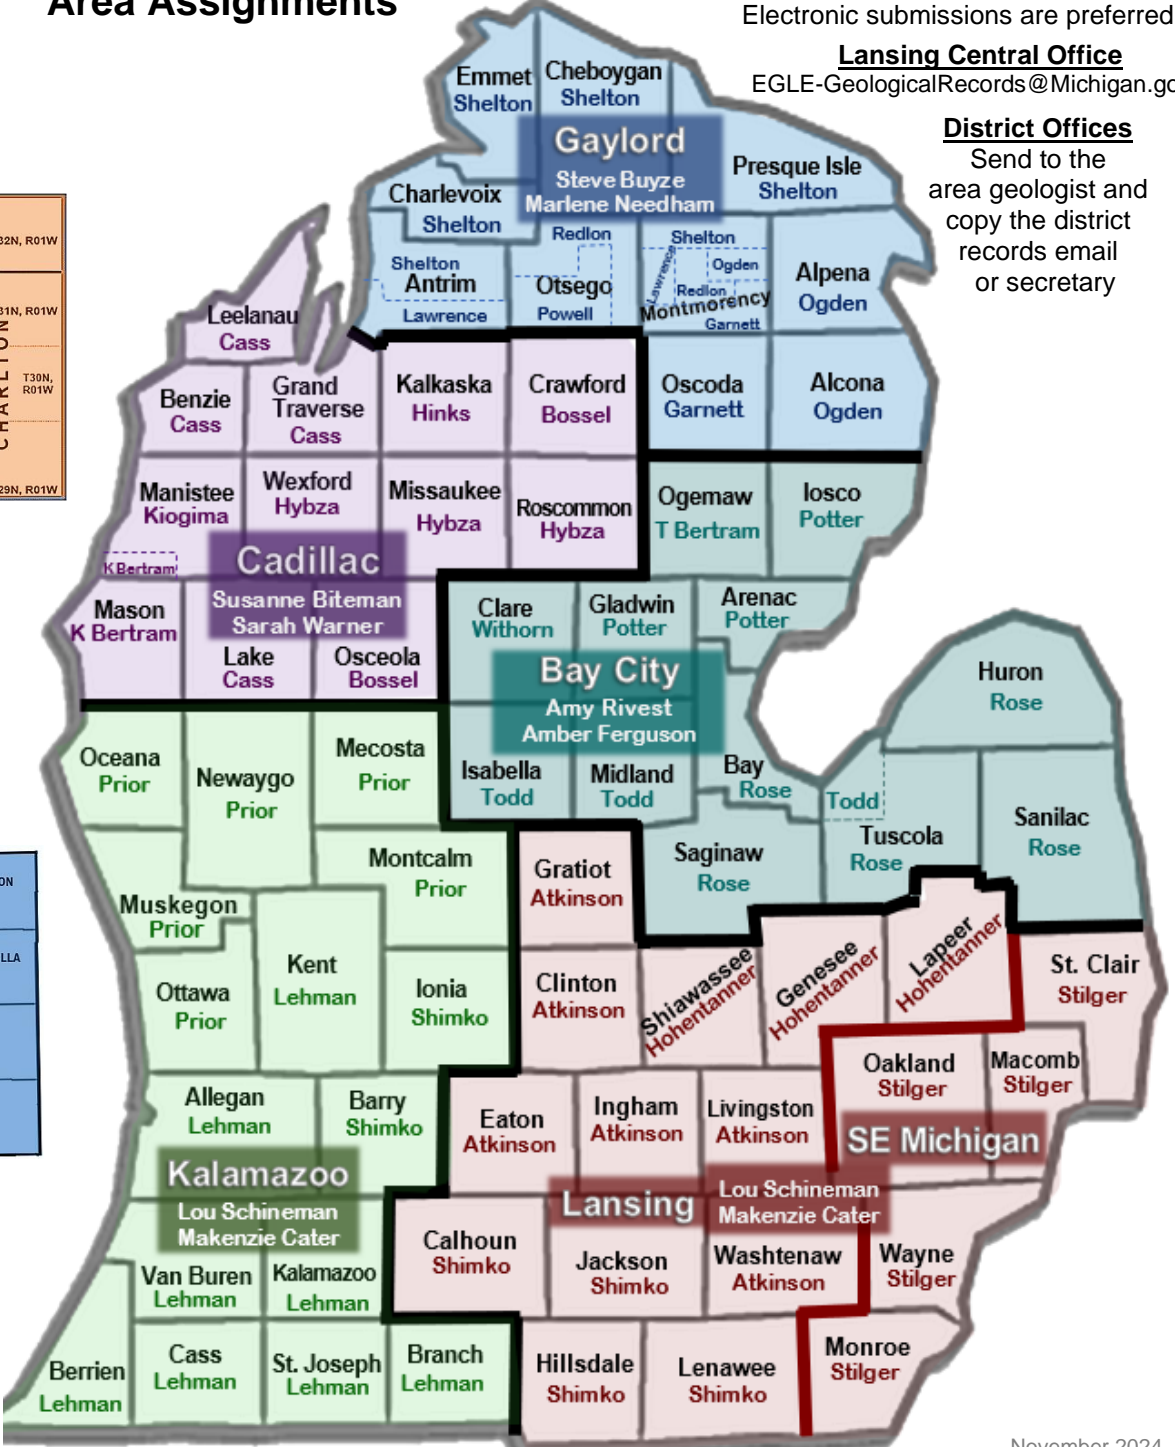 Area Assignments
Electronic submissions are preferred
Lansing Central Office
EGLE-GeologicalRecords@Michigan.go
District Offices
Send to the
area geologist and
copy the district
records email
or secretary
32N, R01W
31N, R01W
T30N,
R01W
29N, R01W
CHARLTON
ON
LLA
Emmet
Shelton
Cheboygan
Shelton
Gaylord
Steve Buyze
Marlene Needham
Presque Isle
Shelton
Charlevoix
Shelton
Shelton
Antrim
Lawrence
Redlon
Otsego
Powell
Shelton
Lawrence
Ogden
Redlon
Montmorency
Garnett
Alpena
Ogden
Leelanau
Cass
Benzie
Cass
Grand
Traverse
Cass
Kalkaska
Hinks
Crawford
Bossel
Oscoda
Garnett
Alcona
Ogden
Manistee
Kiogima
K Bertram
Wexford
Hybza
Missaukee
Hybza
Roscommon
Hybza
Ogemaw
T Bertram
Iosco
Potter
Cadillac
Susanne Biteman
Sarah Warner
Mason
K Bertram
Lake
Cass
Osceola
Bossel
Clare
Withorn
Gladwin
Potter
Arenac
Potter
Bay City
Amy Rivest
Amber Ferguson
Huron
Rose
Isabella
Todd
Midland
Todd
Bay
Rose
Todd
Tuscola
Rose
Sanilac
Rose
Saginaw
Rose
Oceana
Prior
Newaygo
Prior
Mecosta
Prior
Montcalm
Prior
Muskegon
Prior
Kent
Lehman
Ottawa
Prior
Ionia
Shimko
Gratiot
Atkinson
Clinton
Atkinson
Shiawassee
Hohentanner
Genesee
Hohentanner
Lapeer
Hohentanner
St. Clair
Stilger
Allegan
Lehman
Barry
Shimko
Eaton
Atkinson
Ingham
Atkinson
Livingston
Atkinson
Oakland
Stilger
Macomb
Stilger
SE Michigan
Kalamazoo
Lou Schineman
Makenzie Cater
Lansing
Lou Schineman
Makenzie Cater
Van Buren
Lehman
Kalamazoo
Lehman
Calhoun
Shimko
Jackson
Shimko
Washtenaw
Atkinson
Wayne
Stilger
Berrien
Lehman
Cass
Lehman
St. Joseph
Lehman
Branch
Lehman
Hillsdale
Shimko
Lenawee
Shimko
Monroe
Stilger
November 2024